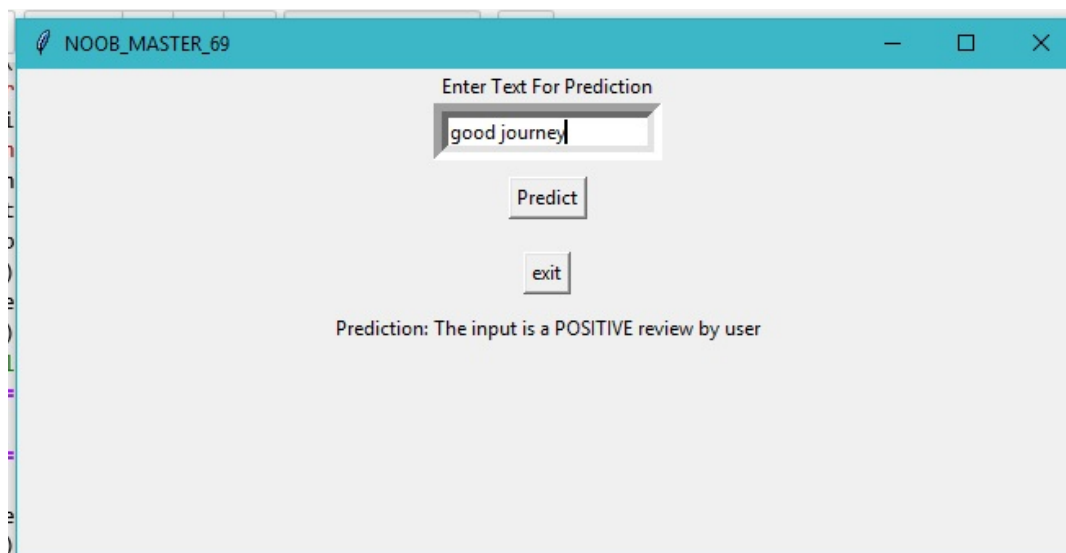 NOOB_MASTER_69
Enter Text For Prediction
good journey
Predict
exit
Prediction: The input is a POSITIVE review by user